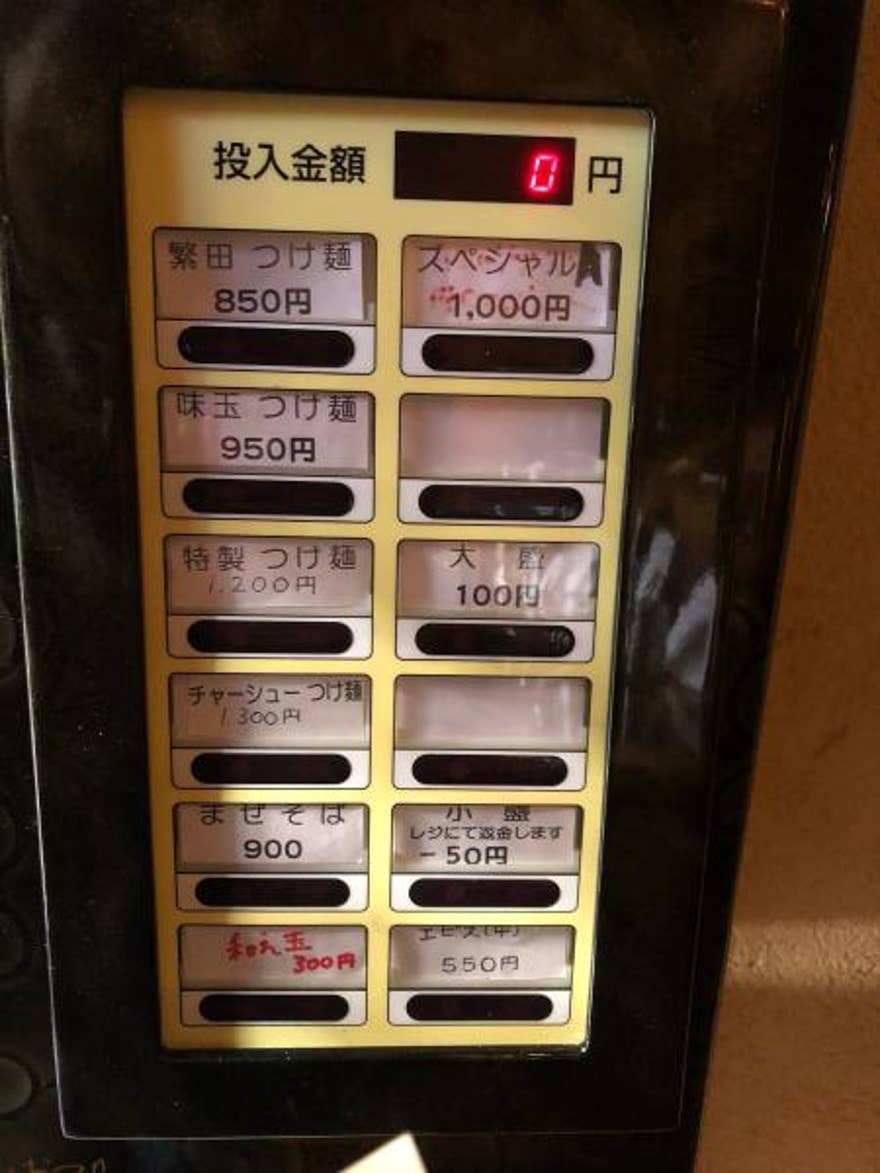 投入金額 0 円
繁田 つけ麺
850円
スペシャル
1,000円
味玉 つけ麺
950円
特製 つけ麺
1,200円
大 盛
100円
チャーシュー つけ麺
1,300円
まぜそば
900
小 盛
レジにて返金します
-50円
和え玉
300円
エビス(中)
550円